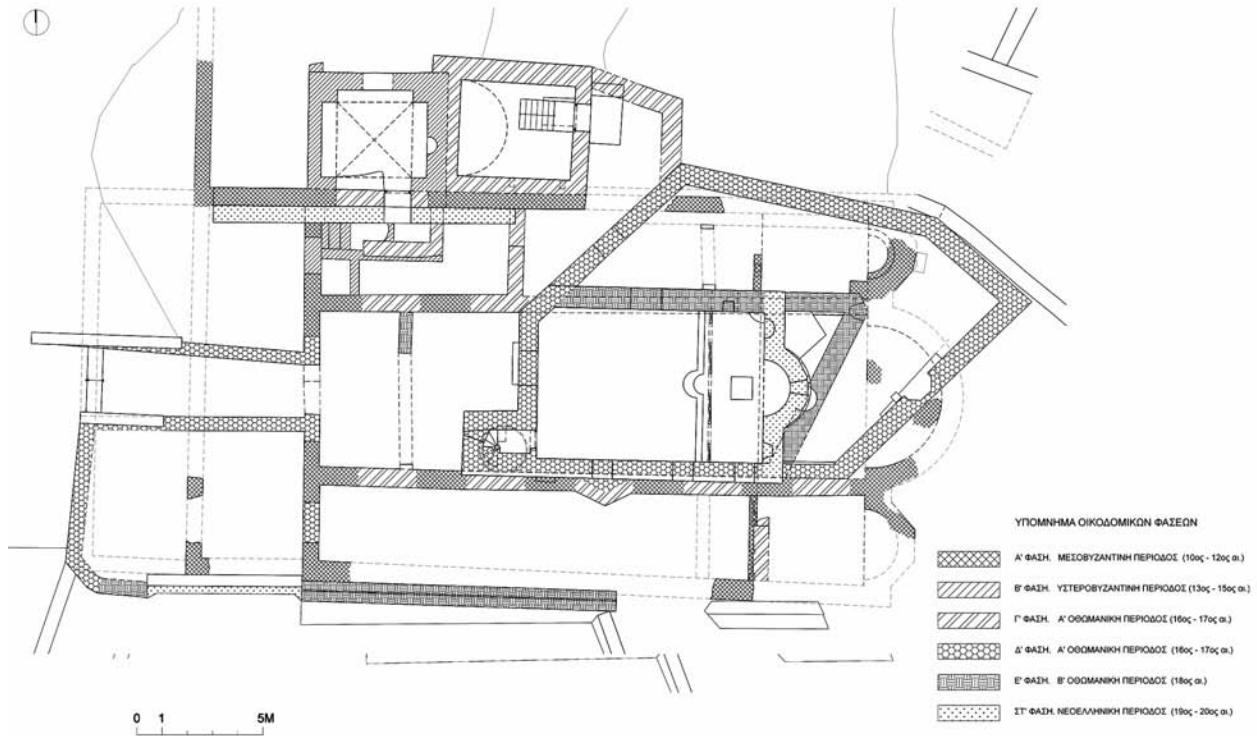 ΥΠΟΜΝΗΜΑ ΟΙΚΟΔΟΜΙΚΩΝ ΦΑΣΕΩΝ
Α' ΦΑΣΗ. ΜΕΣΟΒΥΖΑΝΤΙΝΗ ΠΕΡΙΟΔΟΣ (10ος - 12ος αι.)
Β' ΦΑΣΗ. ΥΣΤΕΡΟΒΥΖΑΝΤΙΝΗ ΠΕΡΙΟΔΟΣ (13ος - 15ος αι.)
Γ' ΦΑΣΗ. Α' ΟΘΩΜΑΝΙΚΗ ΠΕΡΙΟΔΟΣ (16ος - 17ος αι.)
Δ' ΦΑΣΗ. Α' ΟΘΩΜΑΝΙΚΗ ΠΕΡΙΟΔΟΣ (16ος - 17ος αι.)
Ε' ΦΑΣΗ. Β' ΟΘΩΜΑΝΙΚΗ ΠΕΡΙΟΔΟΣ (18ος αι.)
ΣΤ' ΦΑΣΗ. ΝΕΟΕΛΛΗΝΙΚΗ ΠΕΡΙΟΔΟΣ (19ος - 20ος αι.)
0 1 5M